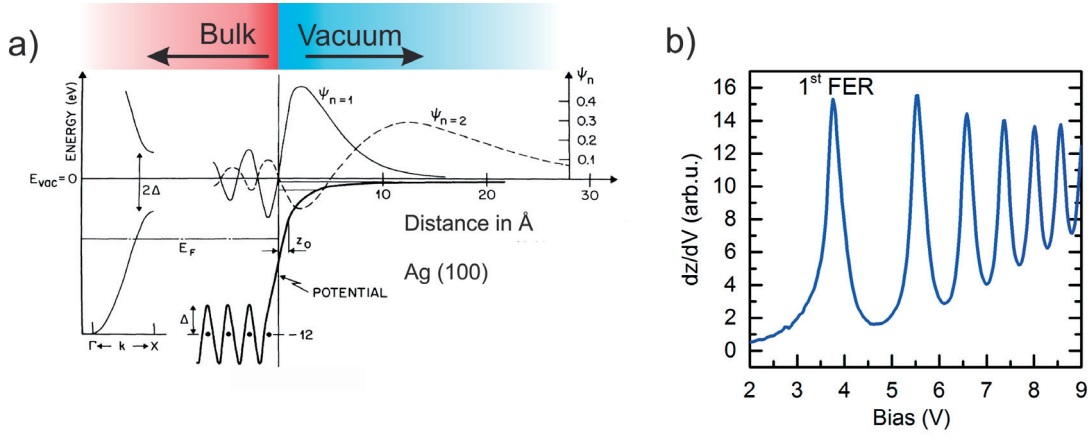 a)
Bulk
Vacuum
ENERGY (eV)
Ψn
Ψn=1
Ψn=2
0.4
0.3
0.2
0.1
Evac=0
2Δ
10
20
30
Distance in Å
EF
z0
Ag (100)
POTENTIAL
Δ
-12
Γ k X
b)
1st FER
16
14
12
10
8
6
4
2
0
dz/dV (arb.u.)
2 3 4 5 6 7 8 9
Bias (V)